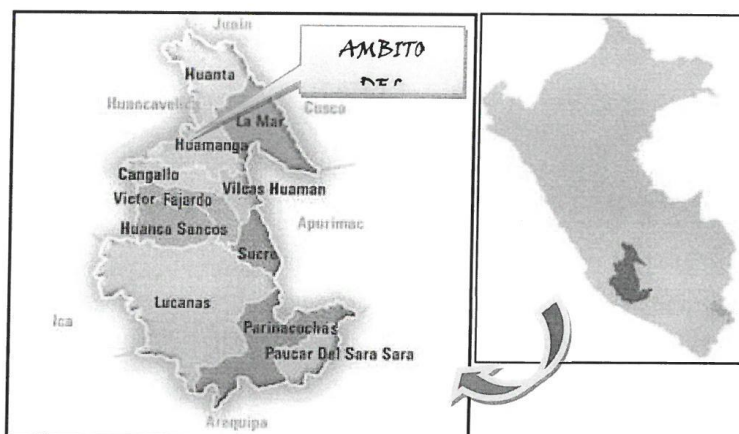 Junin
AMBITO
DEL
Huanta
Huancavelica
Cusco
La Mar
Huamanga
Cangallo
Vilcas Huaman
Victor Fajardo
Apurimac
Huanca Sancos
Sucre
Lucanas
Ica
Parinacochas
Paucar Del Sara Sara
Arequipa